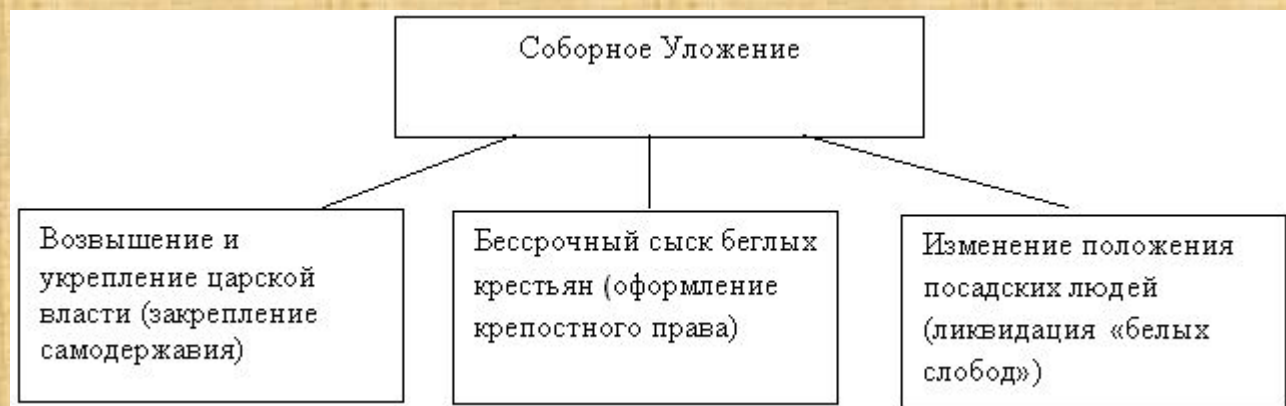 Соборное Уложение
Возвышение и
укрепление царской
власти (закрепление
самодержавия)
Бессрочный сыск беглых
крестьян (оформление
крепостного права)
Изменение положения
посадских людей
(ликвидация «белых
слобод»)